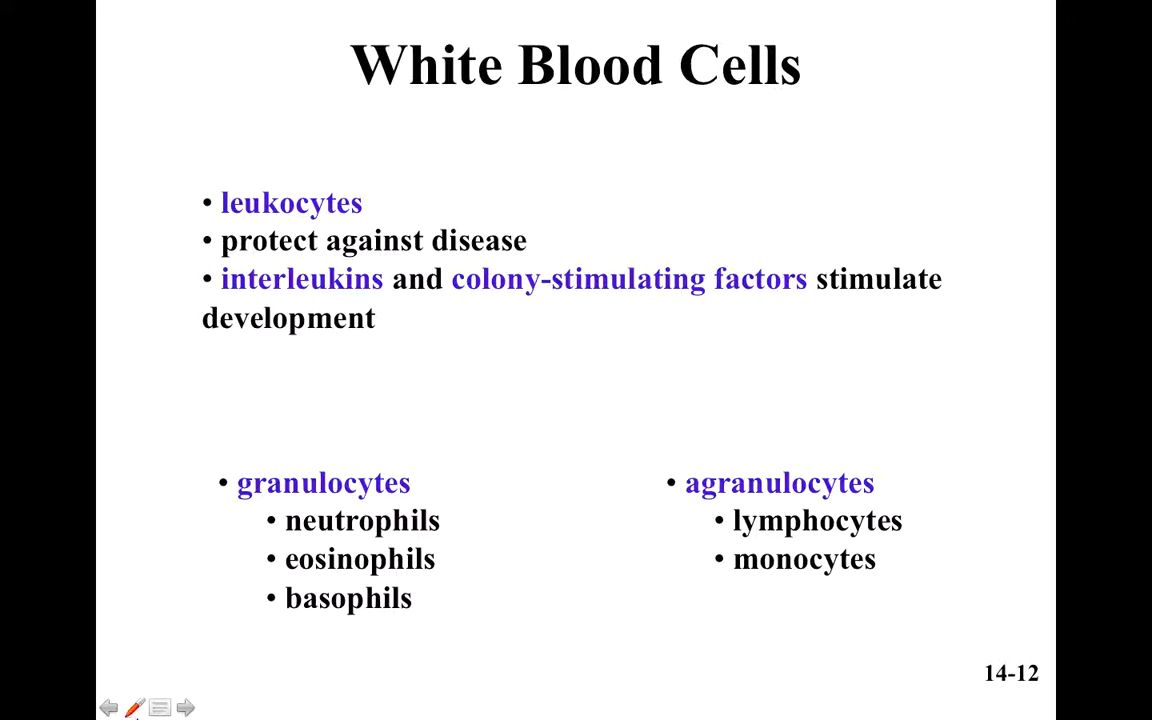 White Blood Cells
• leukocytes
• protect against disease
• interleukins and colony-stimulating factors stimulate
development
• granulocytes
• neutrophils
• eosinophils
• basophils
• agranulocytes
• lymphocytes
• monocytes
14-12